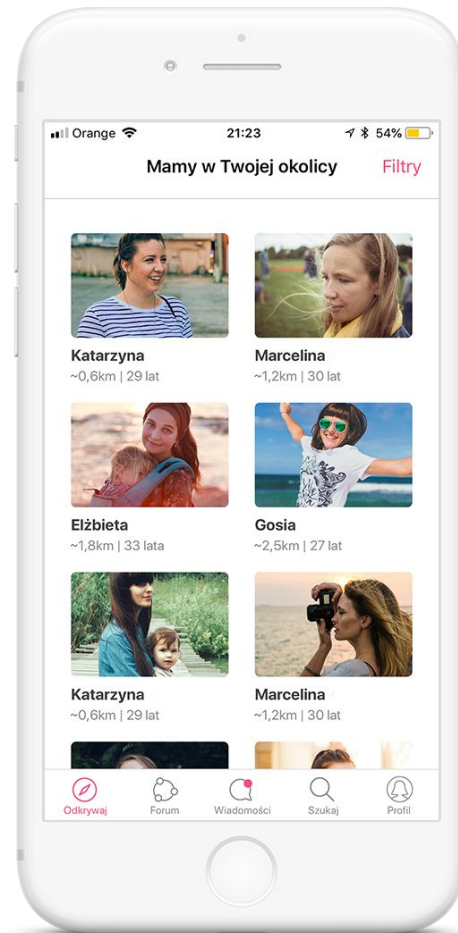 Orange 21:23 54%
Mamy w Twojej okolicy Filtry
Katarzyna Marcelina
~0,6km | 29 lat ~1,2km | 30 lat
Elżbieta Gosia
~1,8km | 33 lata ~2,5km | 27 lat
Katarzyna Marcelina
~0,6km | 29 lat ~1,2km | 30 lat
Odkrywaj Forum Wiadomości Szukaj Profil